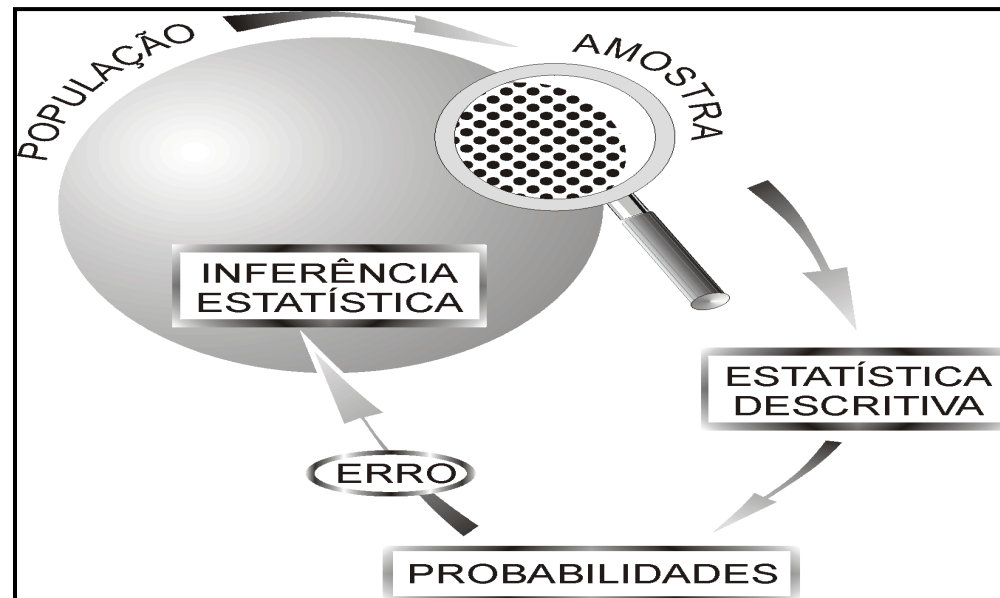 POPULAÇÃO
AMOSTRA
INFERÊNCIA
ESTATÍSTICA
ESTATÍSTICA
DESCRITIVA
ERRO
PROBABILIDADES